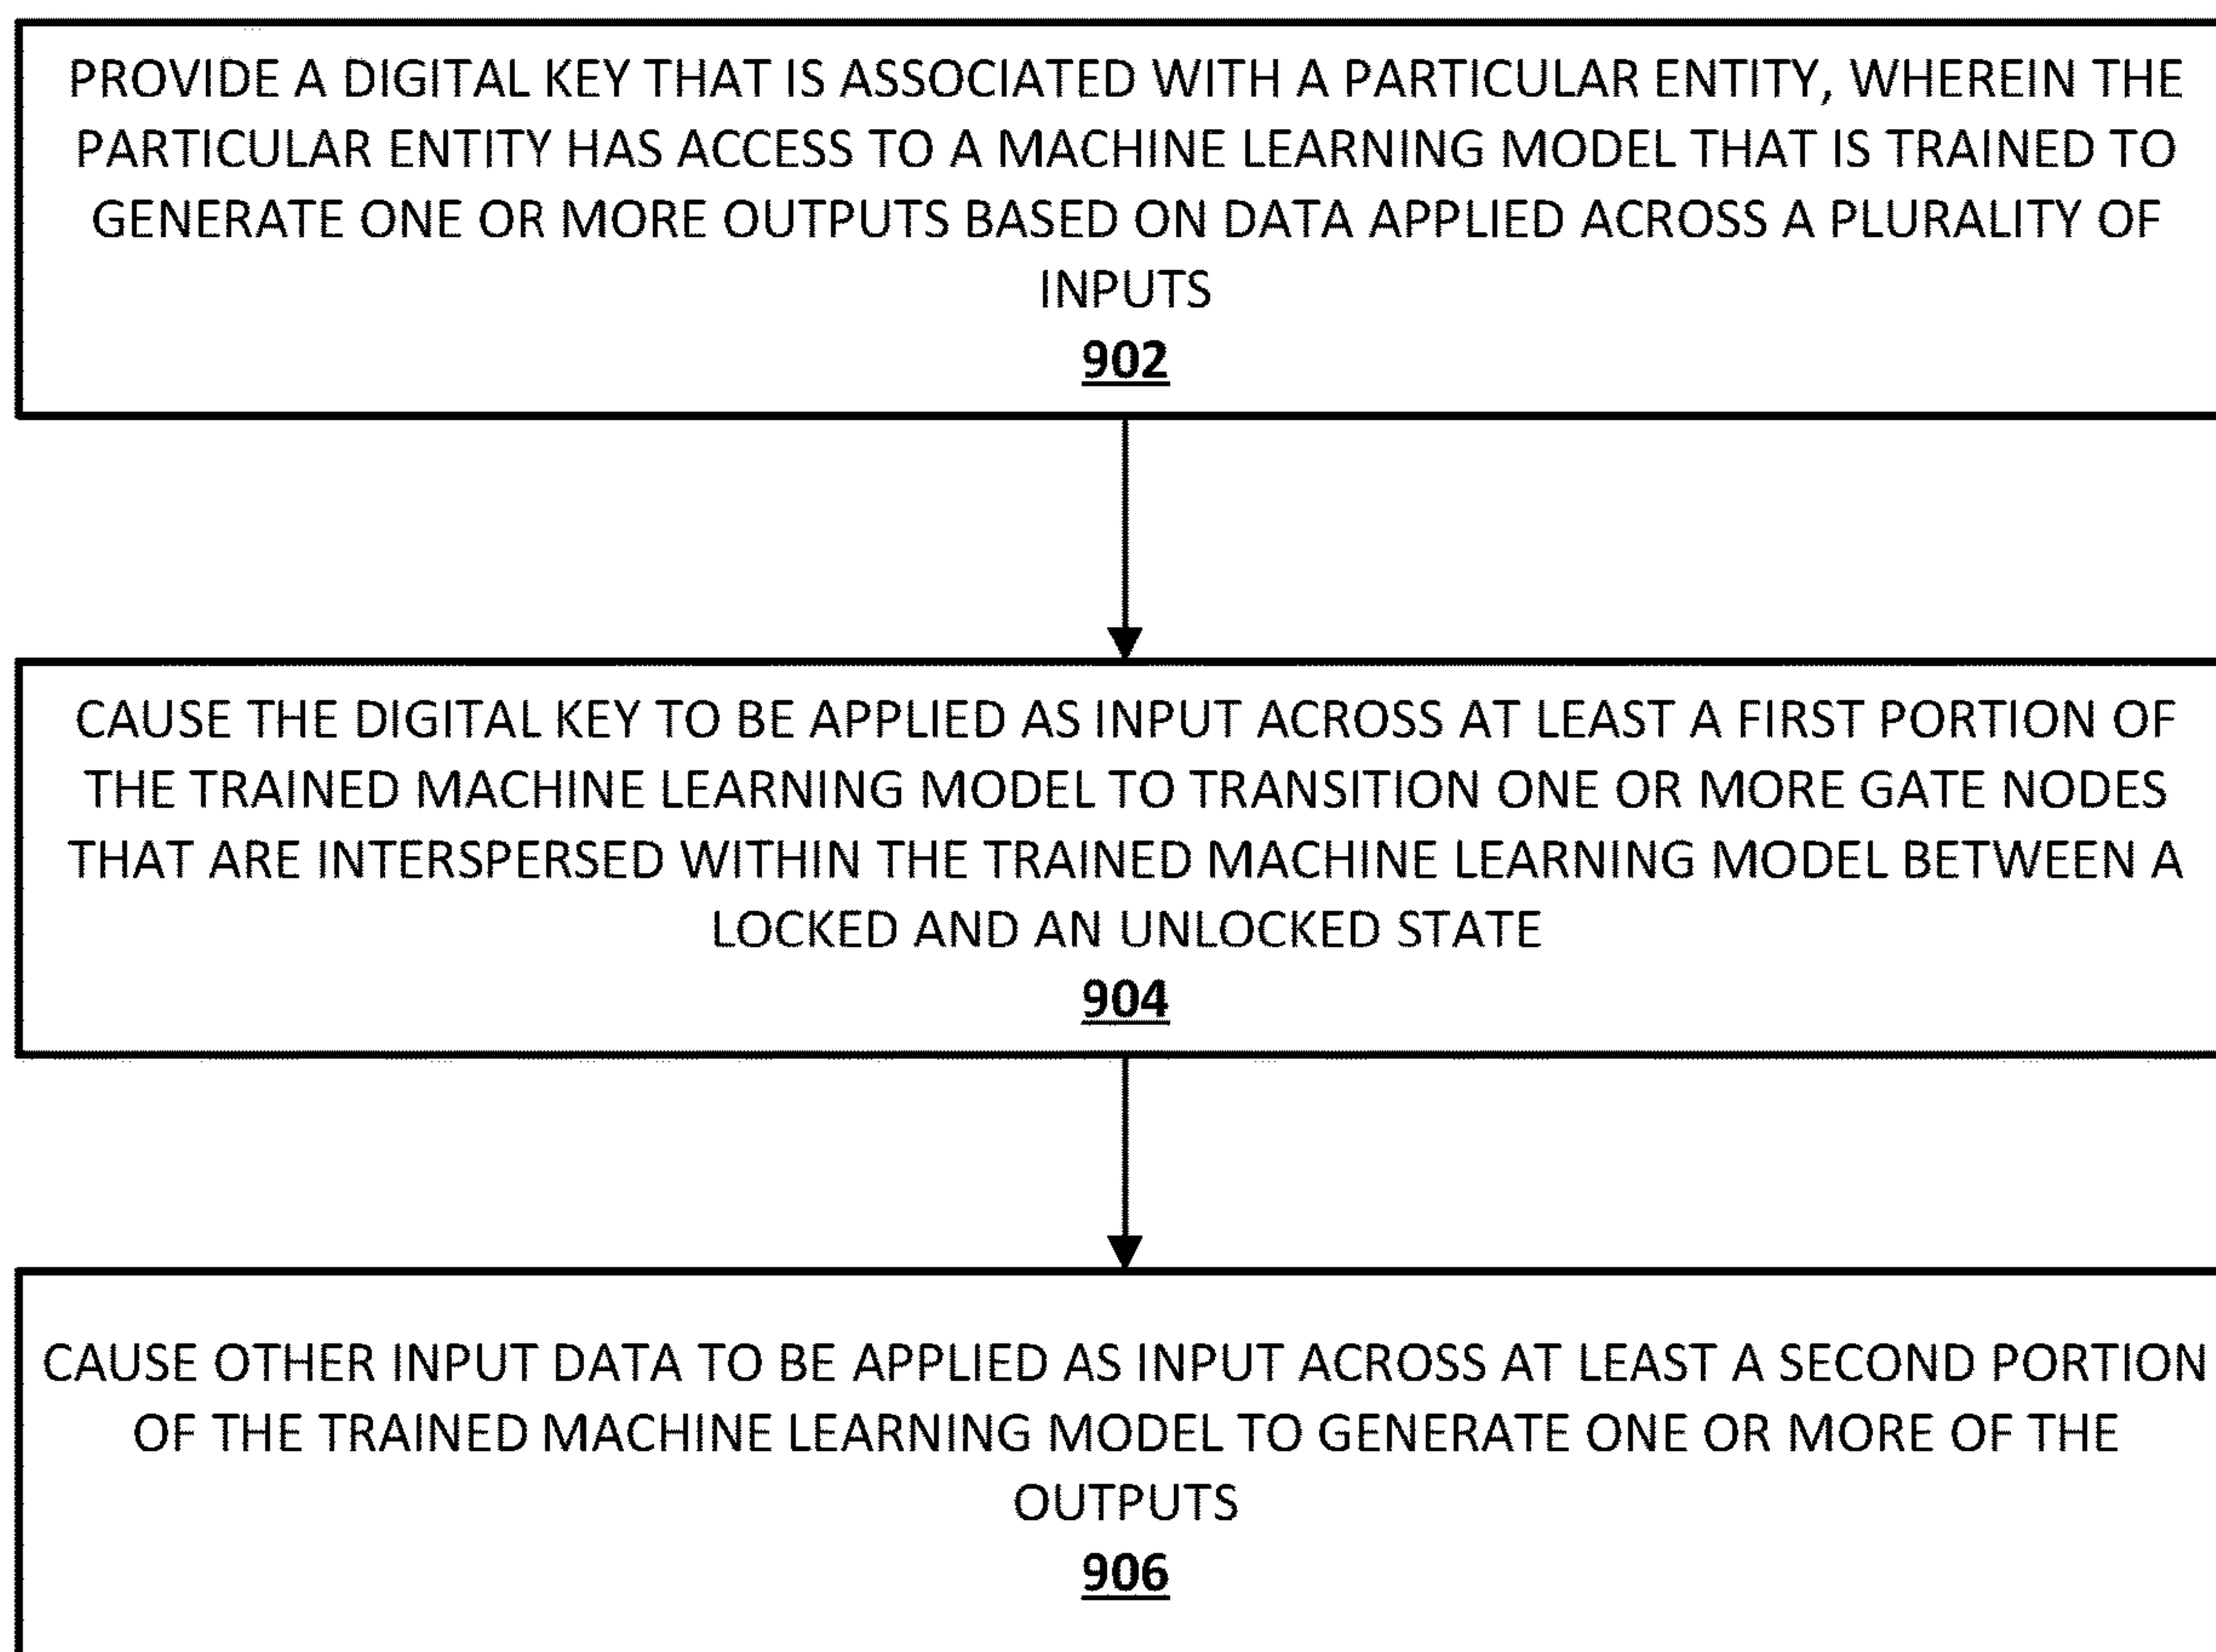 PROVIDE A DIGITAL KEY THAT IS ASSOCIATED WITH A PARTICULAR ENTITY, WHEREIN THE
PARTICULAR ENTITY HAS ACCESS TO A MACHINE LEARNING MODEL THAT IS TRAINED TO
GENERATE ONE OR MORE OUTPUTS BASED ON DATA APPLIED ACROSS A PLURALITY OF
INPUTS
902
CAUSE THE DIGITAL KEY TO BE APPLIED AS INPUT ACROSS AT LEAST A FIRST PORTION OF
THE TRAINED MACHINE LEARNING MODEL TO TRANSITION ONE OR MORE GATE NODES
THAT ARE INTERSPERSED WITHIN THE TRAINED MACHINE LEARNING MODEL BETWEEN A
LOCKED AND AN UNLOCKED STATE
904
CAUSE OTHER INPUT DATA TO BE APPLIED AS INPUT ACROSS AT LEAST A SECOND PORTION
OF THE TRAINED MACHINE LEARNING MODEL TO GENERATE ONE OR MORE OF THE
OUTPUTS
906